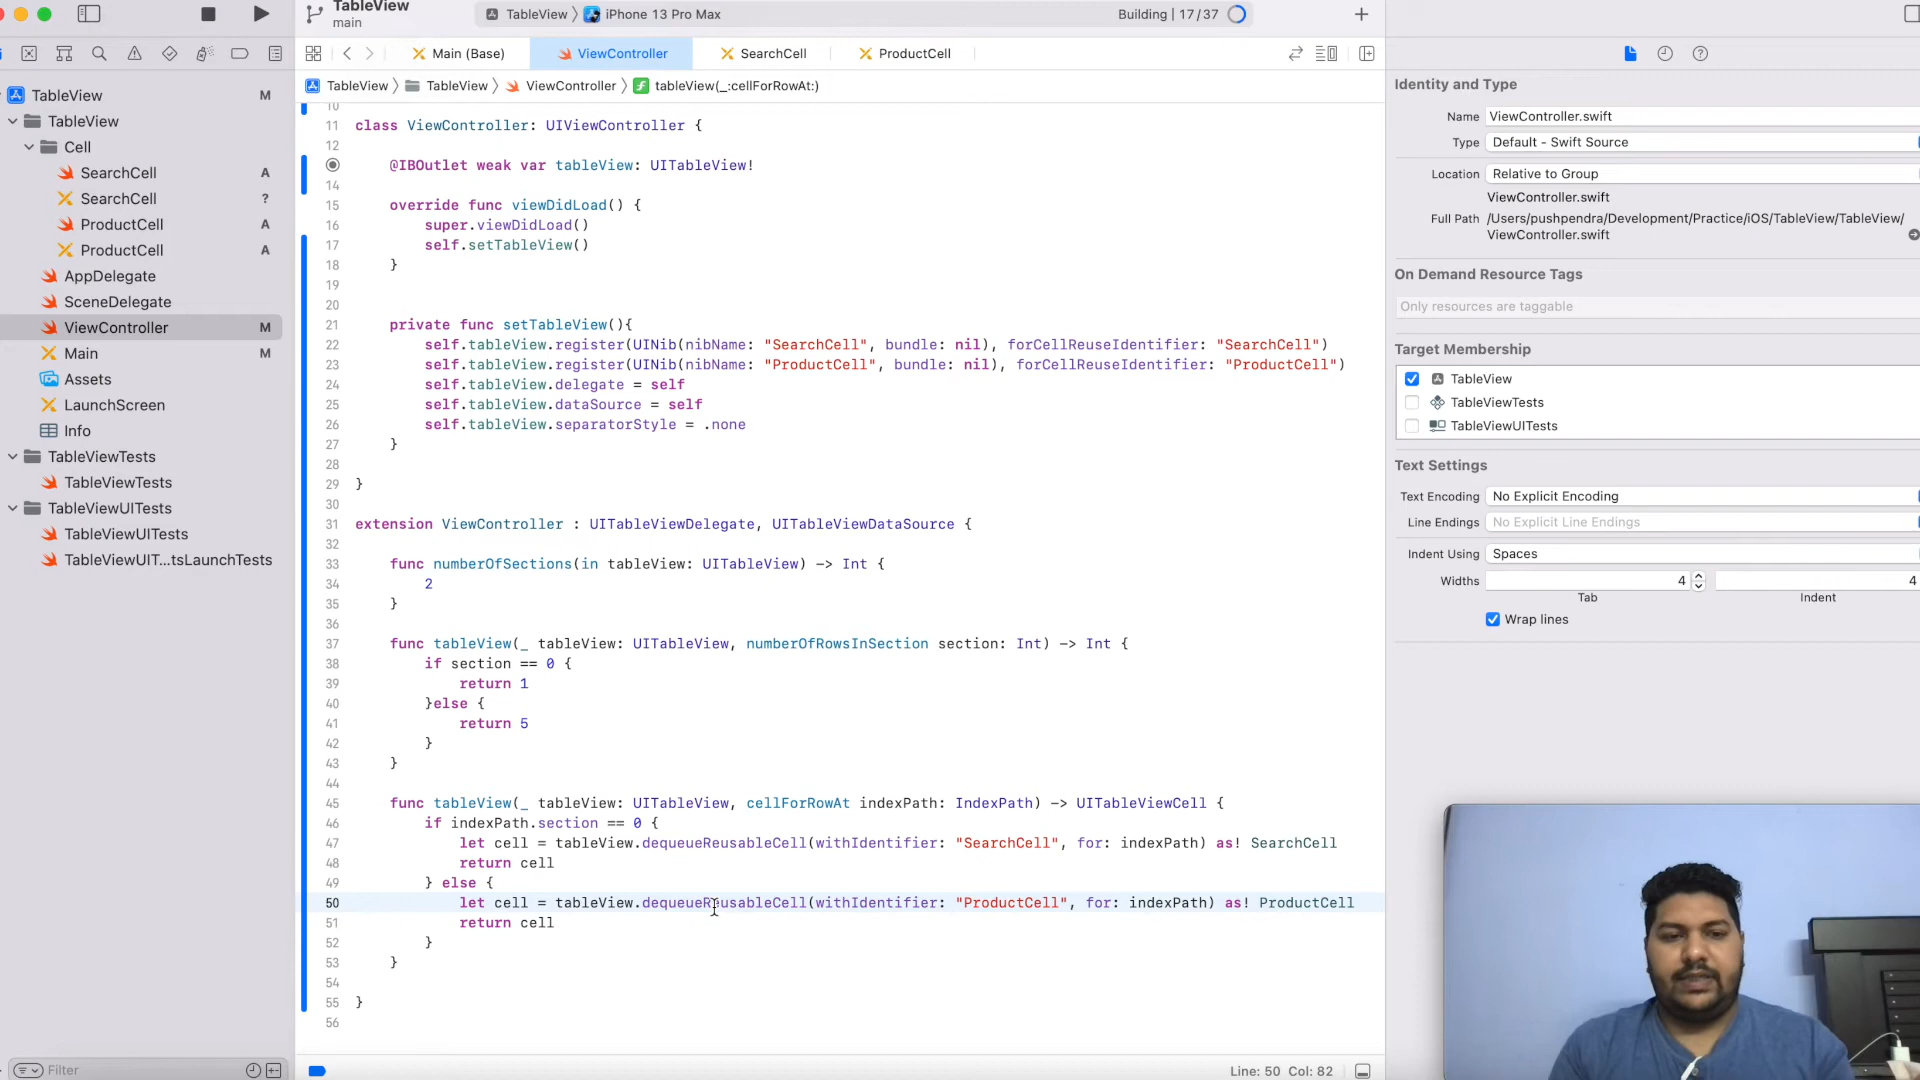 TableView
main
TableView
iPhone 13 Pro Max
Building | 17/37
Main (Base)
ViewController
SearchCell
ProductCell
TableView
TableView
ViewController
tableView(_:cellForRowAt:)
TableView M
TableView
Cell
SearchCell A
SearchCell ?
ProductCell A
ProductCell A
AppDelegate
SceneDelegate
ViewController M
Main M
Assets
LaunchScreen
Info
TableViewTests
TableViewTests
TableViewUITests
TableViewUITests
TableViewUIT...tsLaunchTests
Filter
10
11 class ViewController: UIViewController {
12
@IBOutlet weak var tableView: UITableView!
14
15 override func viewDidLoad() {
16 super.viewDidLoad()
17 self.setTableView()
18 }
19
20
21 private func setTableView(){
22 self.tableView.register(UINib(nibName: "SearchCell", bundle: nil), forCellReuseIdentifier: "SearchCell")
23 self.tableView.register(UINib(nibName: "ProductCell", bundle: nil), forCellReuseIdentifier: "ProductCell")
24 self.tableView.delegate = self
25 self.tableView.dataSource = self
26 self.tableView.separatorStyle = .none
27 }
28
29 }
30
31 extension ViewController : UITableViewDelegate, UITableViewDataSource {
32
33 func numberOfSections(in tableView: UITableView) -> Int {
34 2
35 }
36
37 func tableView(_ tableView: UITableView, numberOfRowsInSection section: Int) -> Int {
38 if section == 0 {
39 return 1
40 }else {
41 return 5
42 }
43 }
44
45 func tableView(_ tableView: UITableView, cellForRowAt indexPath: IndexPath) -> UITableViewCell {
46 if indexPath.section == 0 {
47 let cell = tableView.dequeueReusableCell(withIdentifier: "SearchCell", for: indexPath) as! SearchCell
48 return cell
49 } else {
50 let cell = tableView.dequeueReusableCell(withIdentifier: "ProductCell", for: indexPath) as! ProductCell
51 return cell
52 }
53 }
54
55 }
56
Line: 50 Col: 82
Identity and Type
Name ViewController.swift
Type Default - Swift Source
Location Relative to Group
ViewController.swift
Full Path /Users/pushpendra/Development/Practice/iOS/TableView/TableView/
ViewController.swift
On Demand Resource Tags
Only resources are taggable
Target Membership
TableView
TableViewTests
TableViewUITests
Text Settings
Text Encoding No Explicit Encoding
Line Endings No Explicit Line Endings
Indent Using Spaces
Widths 4 4
Tab Indent
Wrap lines